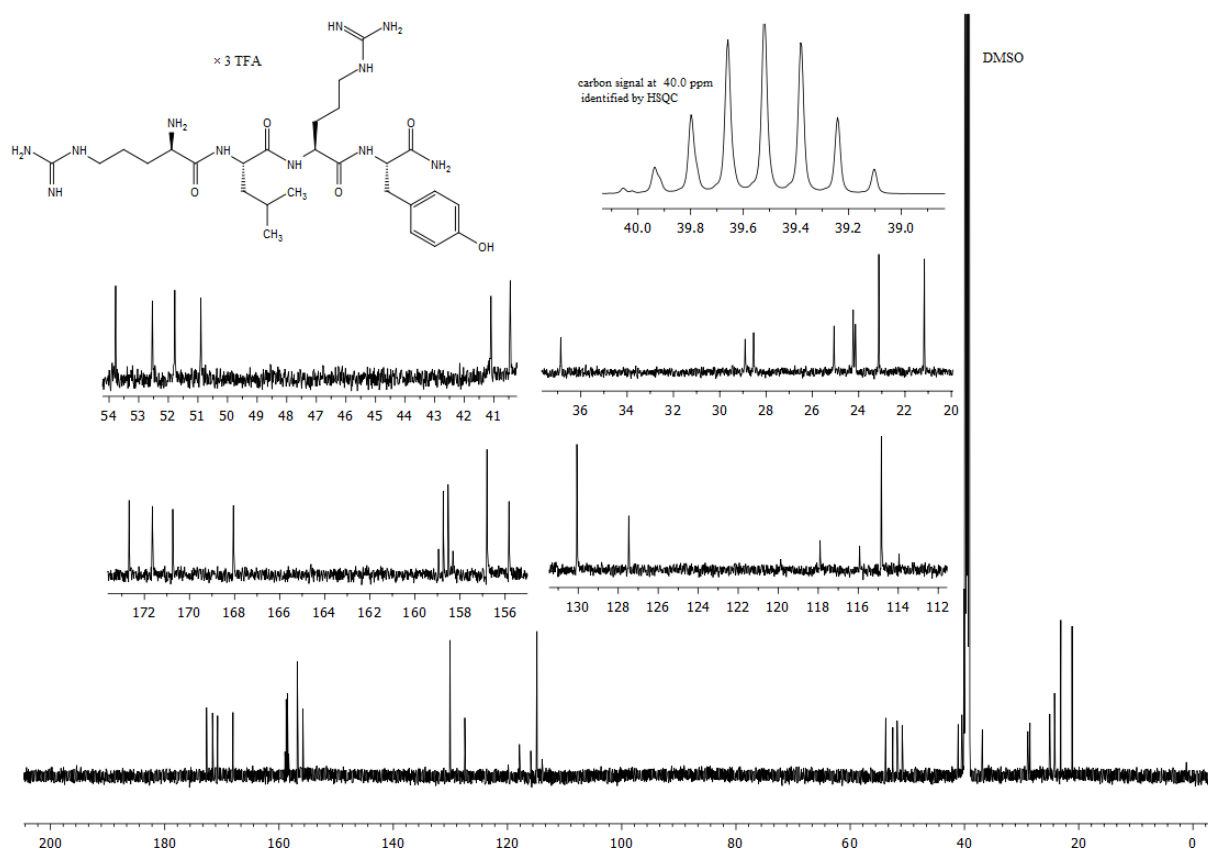 HN
NH₂
NH
× 3 TFA
DMSO
carbon signal at 40.0 ppm
identified by HSQC
NH₂
O
O
H₂N
NH
NH
NH
NH
NH₂
NH
O
O
CH₃
CH₃
OH
40.0 39.8 39.6 39.4 39.2 39.0
54 53 52 51 50 49 48 47 46 45 44 43 42 41
36 34 32 30 28 26 24 22 20
172 170 168 166 164 162 160 158 156
130 128 126 124 122 120 118 116 114 112
200 180 160 140 120 100 80 60 40 20 0